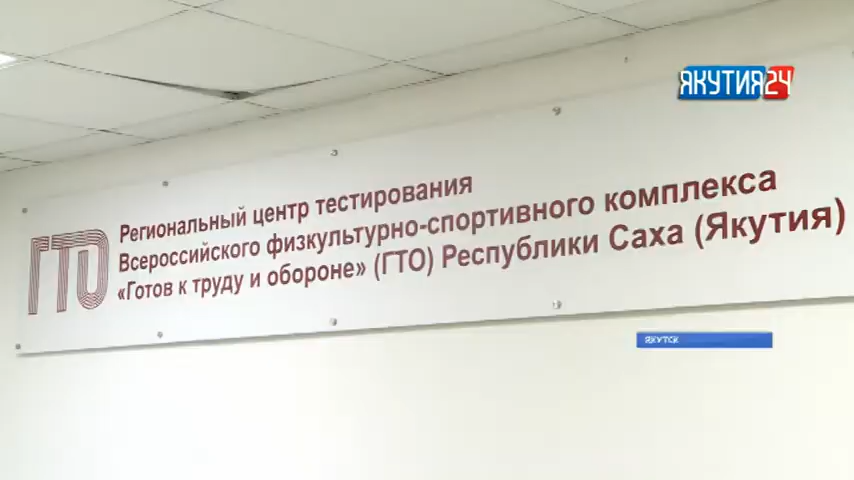 ЯКУТИЯ24
ГТО
Региональный центр тестирования
Всероссийского физкультурно-спортивного комплекса
«Готов к труду и обороне» (ГТО) Республики Саха (Якутия)
ЯКУТСК